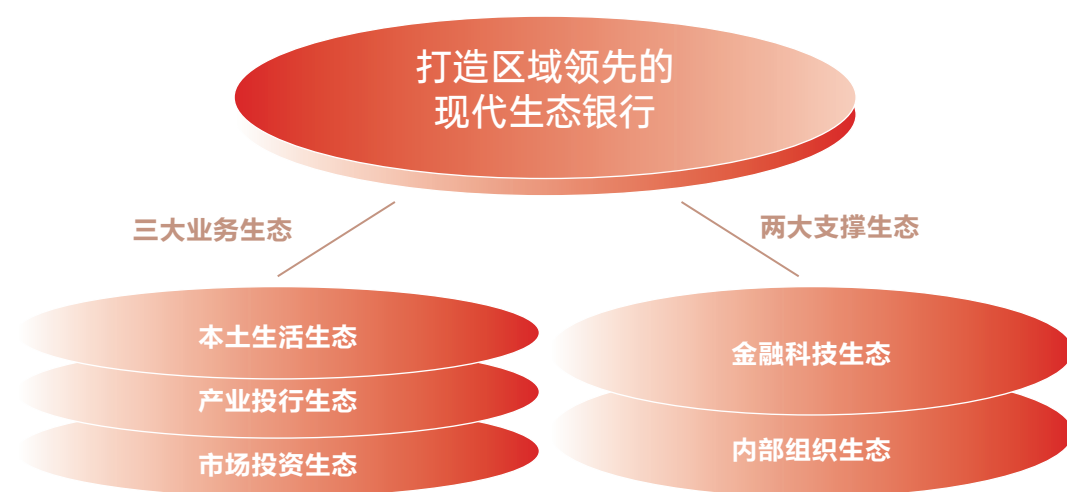 打造区域领先的
现代生态银行
三大业务生态
两大支撑生态
本土生活生态
产业投行生态
市场投资生态
金融科技生态
内部组织生态